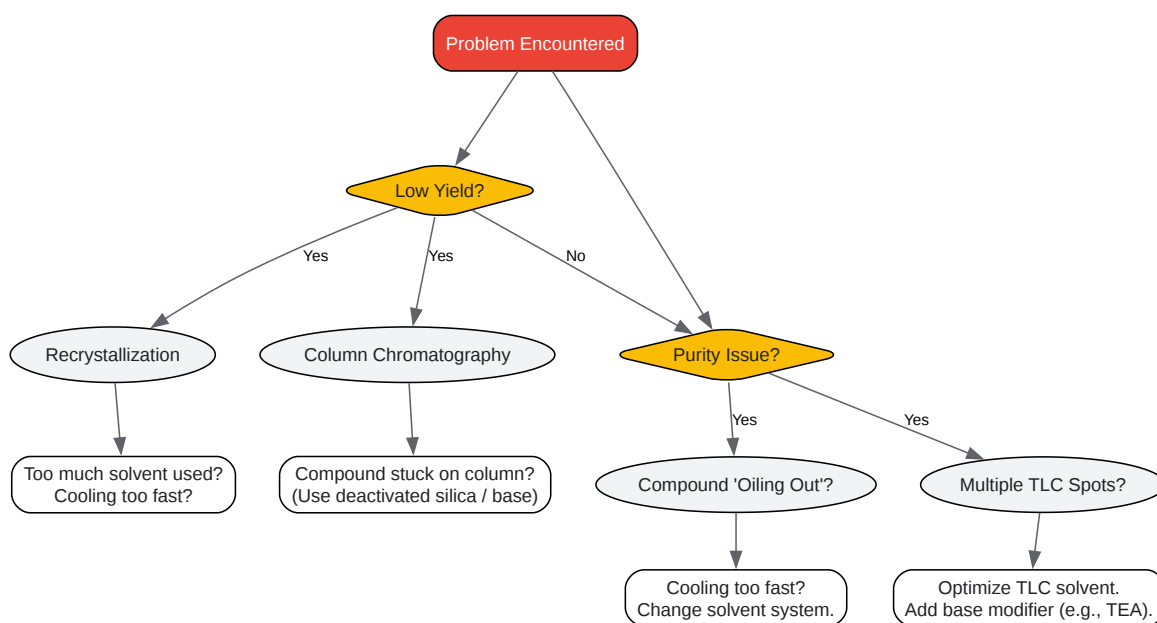 Problem Encountered
Low Yield?
Yes
Yes
No
Recrystallization
Column Chromatography
Purity Issue?
Yes
Yes
Too much solvent used?
Cooling too fast?
Compound stuck on column?
(Use deactivated silica / base)
Compound 'Oiling Out'?
Multiple TLC Spots?
Cooling too fast?
Change solvent system.
Optimize TLC solvent.
Add base modifier (e.g., TEA).